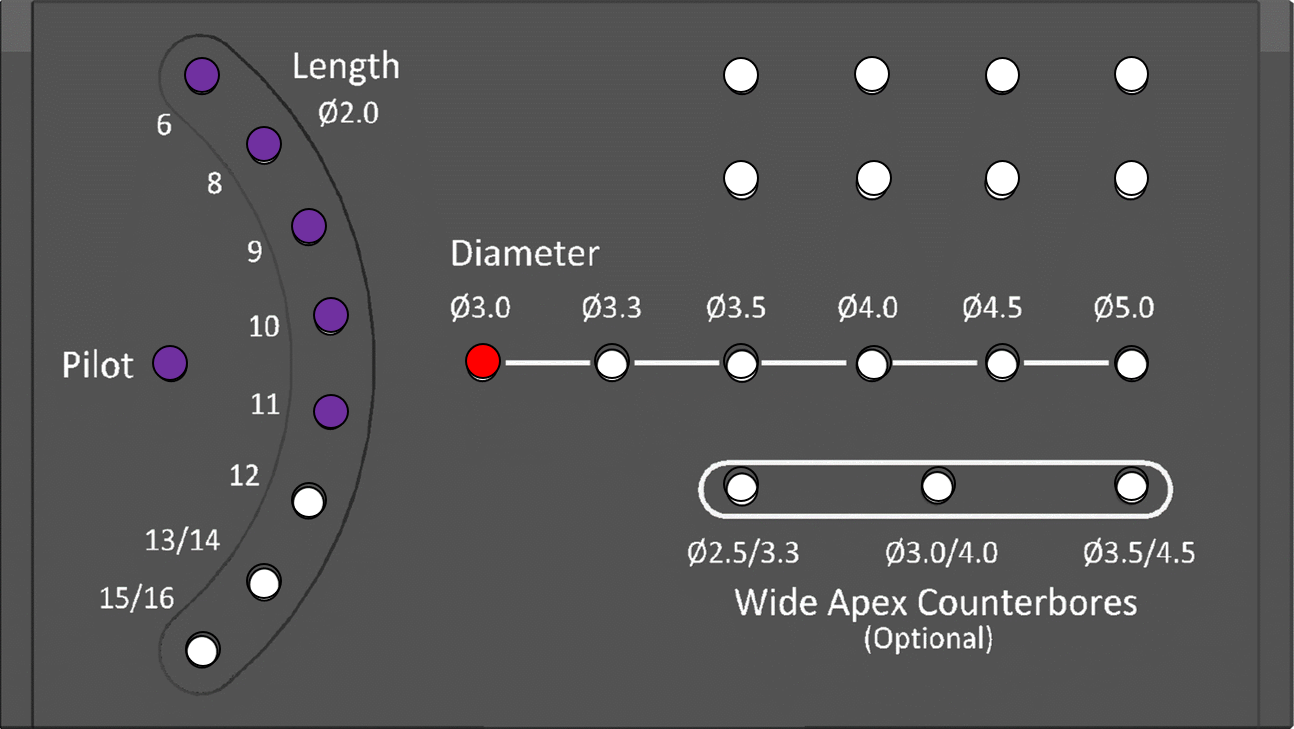 Length
Ø2.0
6
8
9
10
11
12
13/14
15/16
Pilot
Diameter
Ø3.0 Ø3.3 Ø3.5 Ø4.0 Ø4.5 Ø5.0
Ø2.5/3.3 Ø3.0/4.0 Ø3.5/4.5
Wide Apex Counterbores
(Optional)